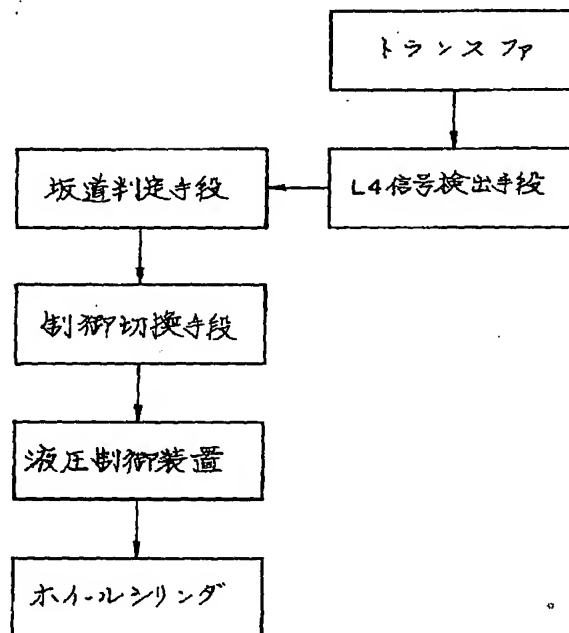 トランスファ
L4信号検出手段
坂道判定手段
制御切換手段
液圧制御装置
ホイールシリンダ